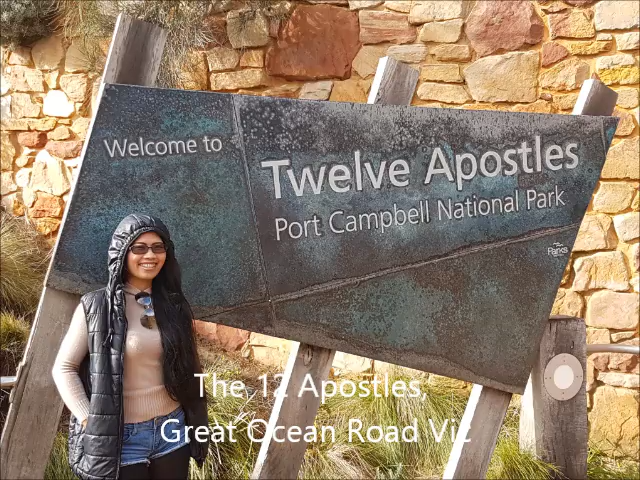 Welcome to
Twelve Apostles
Port Campbell National Park
Parks
The 12 Apostles,
Great Ocean Road Vic